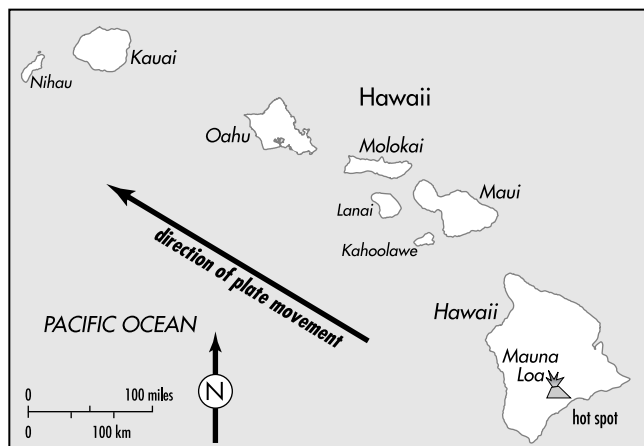 Kauai
Nihau
Hawaii
Oahu
Molokai
Maui
Lanai
Kahoolawe
direction of plate movement
Hawaii
PACIFIC OCEAN
Mauna
Loa
hot spot
N
0 100 miles
0 100 km